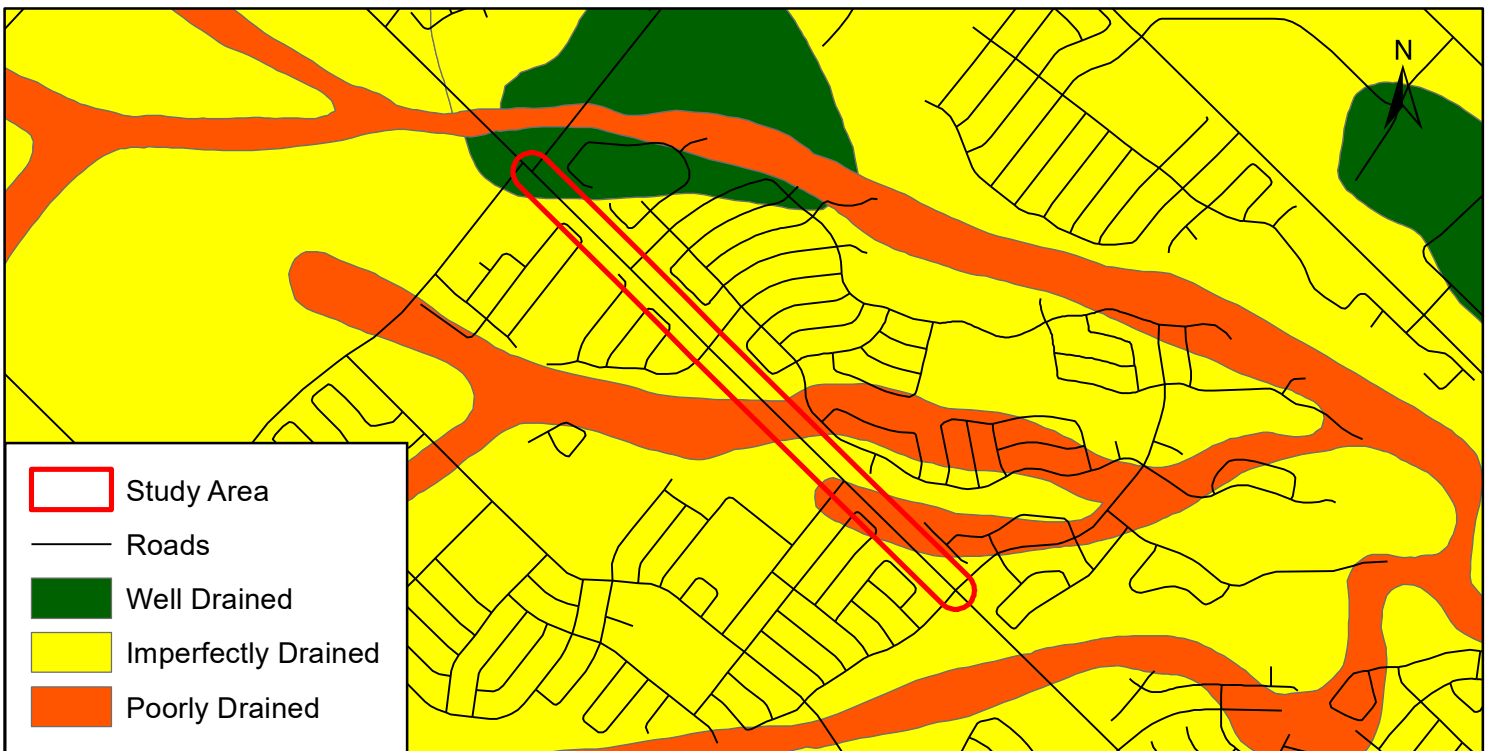 N
Study Area
Roads
Well Drained
Imperfectly Drained
Poorly Drained